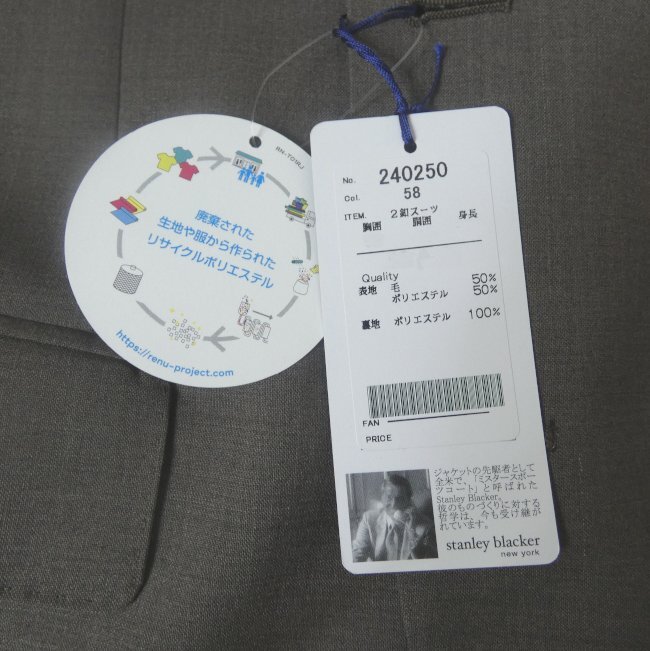 RN-TOIRJ
廃棄された
生地や服から作られた
リサイクルポリエステル
https://renu-project.com
No. 240250
Col. 58
ITEM. 2釦スーツ
胸囲 胴囲 身長
Quality
表地 毛 50%
ポリエステル 50%
裏地 ポリエステル 100%
FAN
PRICE
ジャケットの先駆者として
全米で、「ミスタースポー
ツコート」と呼ばれた
Stanley Blacker。
彼のものづくりに対する
哲学は、今も受け継が
れています。
stanley blacker
new york